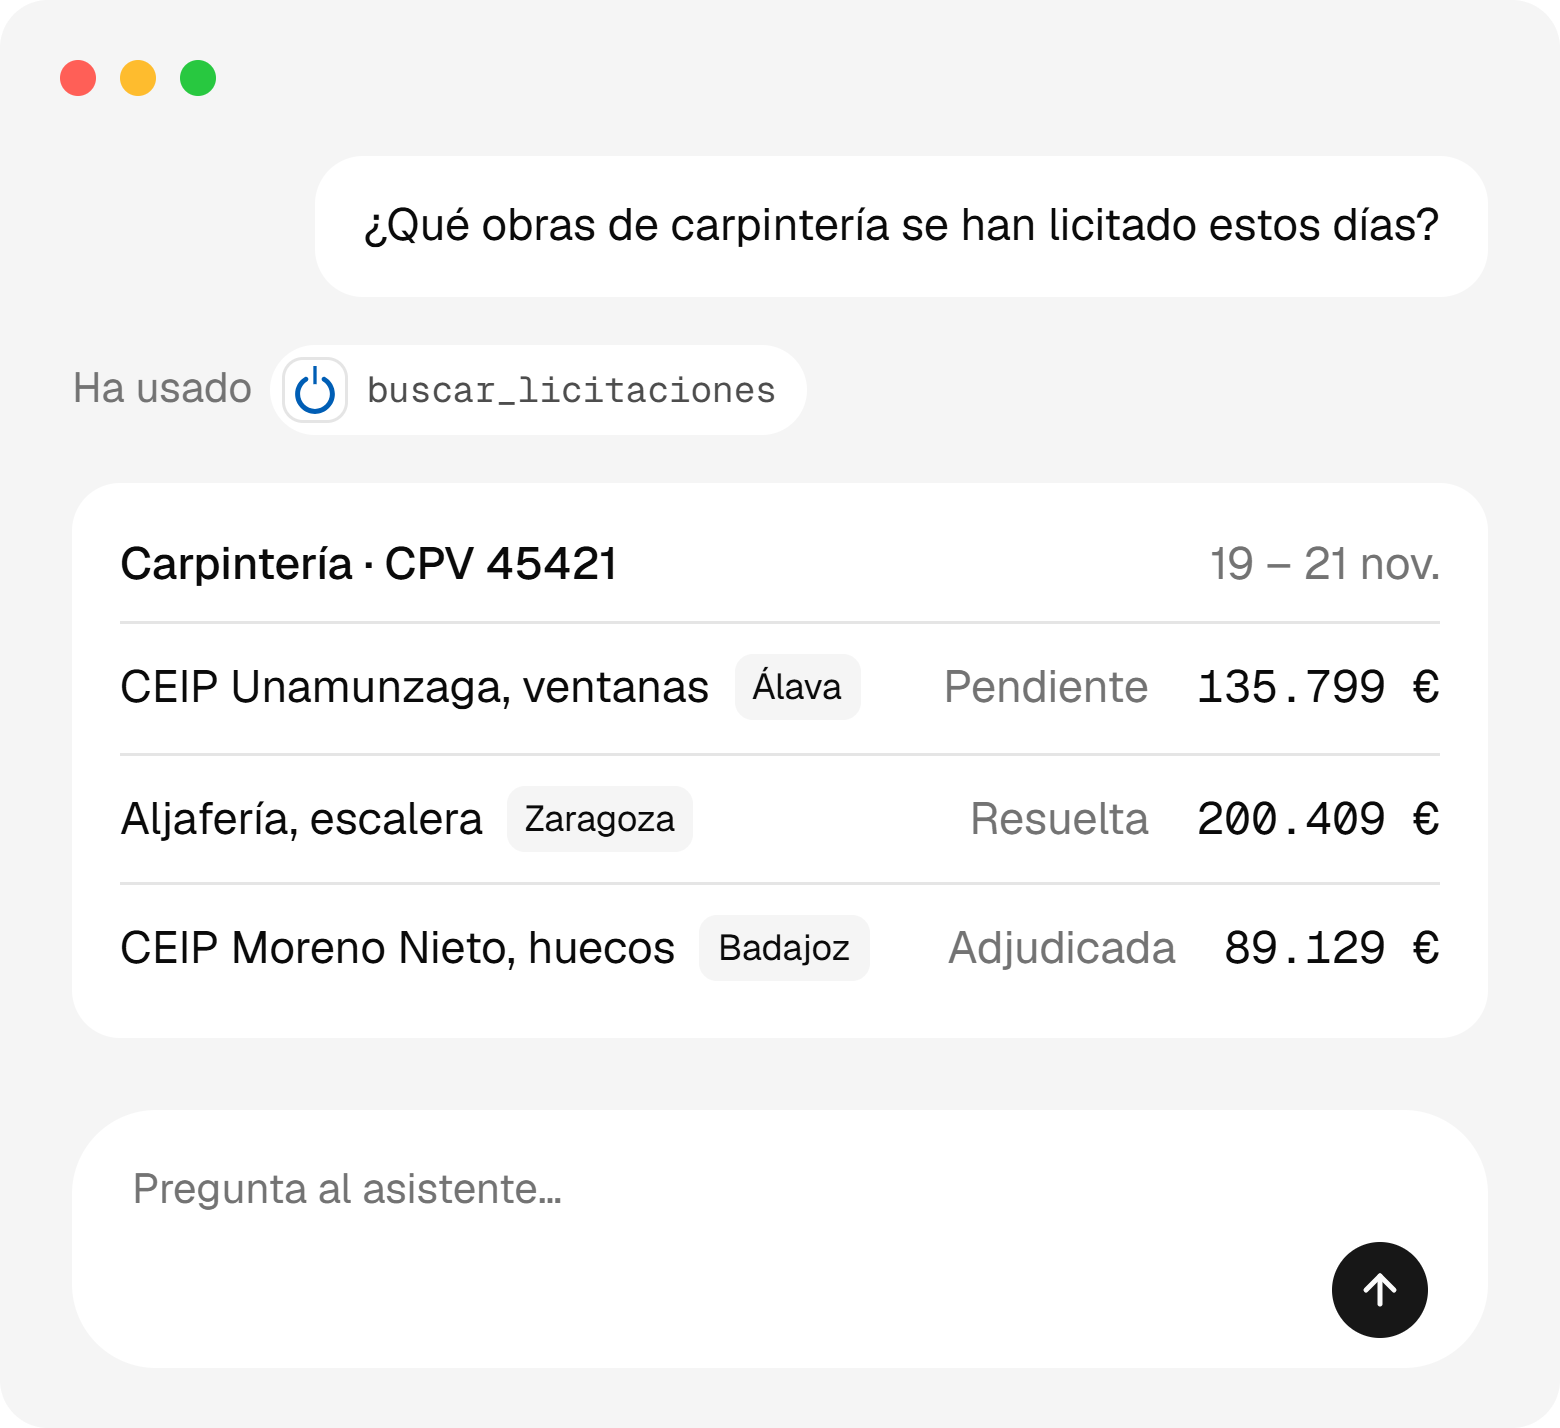 ¿Qué obras de carpintería se han licitado estos días?
Ha usado buscar_licitaciones
Carpintería · CPV 45421 19 – 21 nov.
CEIP Unamunzaga, ventanas Álava Pendiente 135.799 €
Aljafería, escalera Zaragoza Resuelta 200.409 €
CEIP Moreno Nieto, huecos Badajoz Adjudicada 89.129 €
Pregunta al asistente…